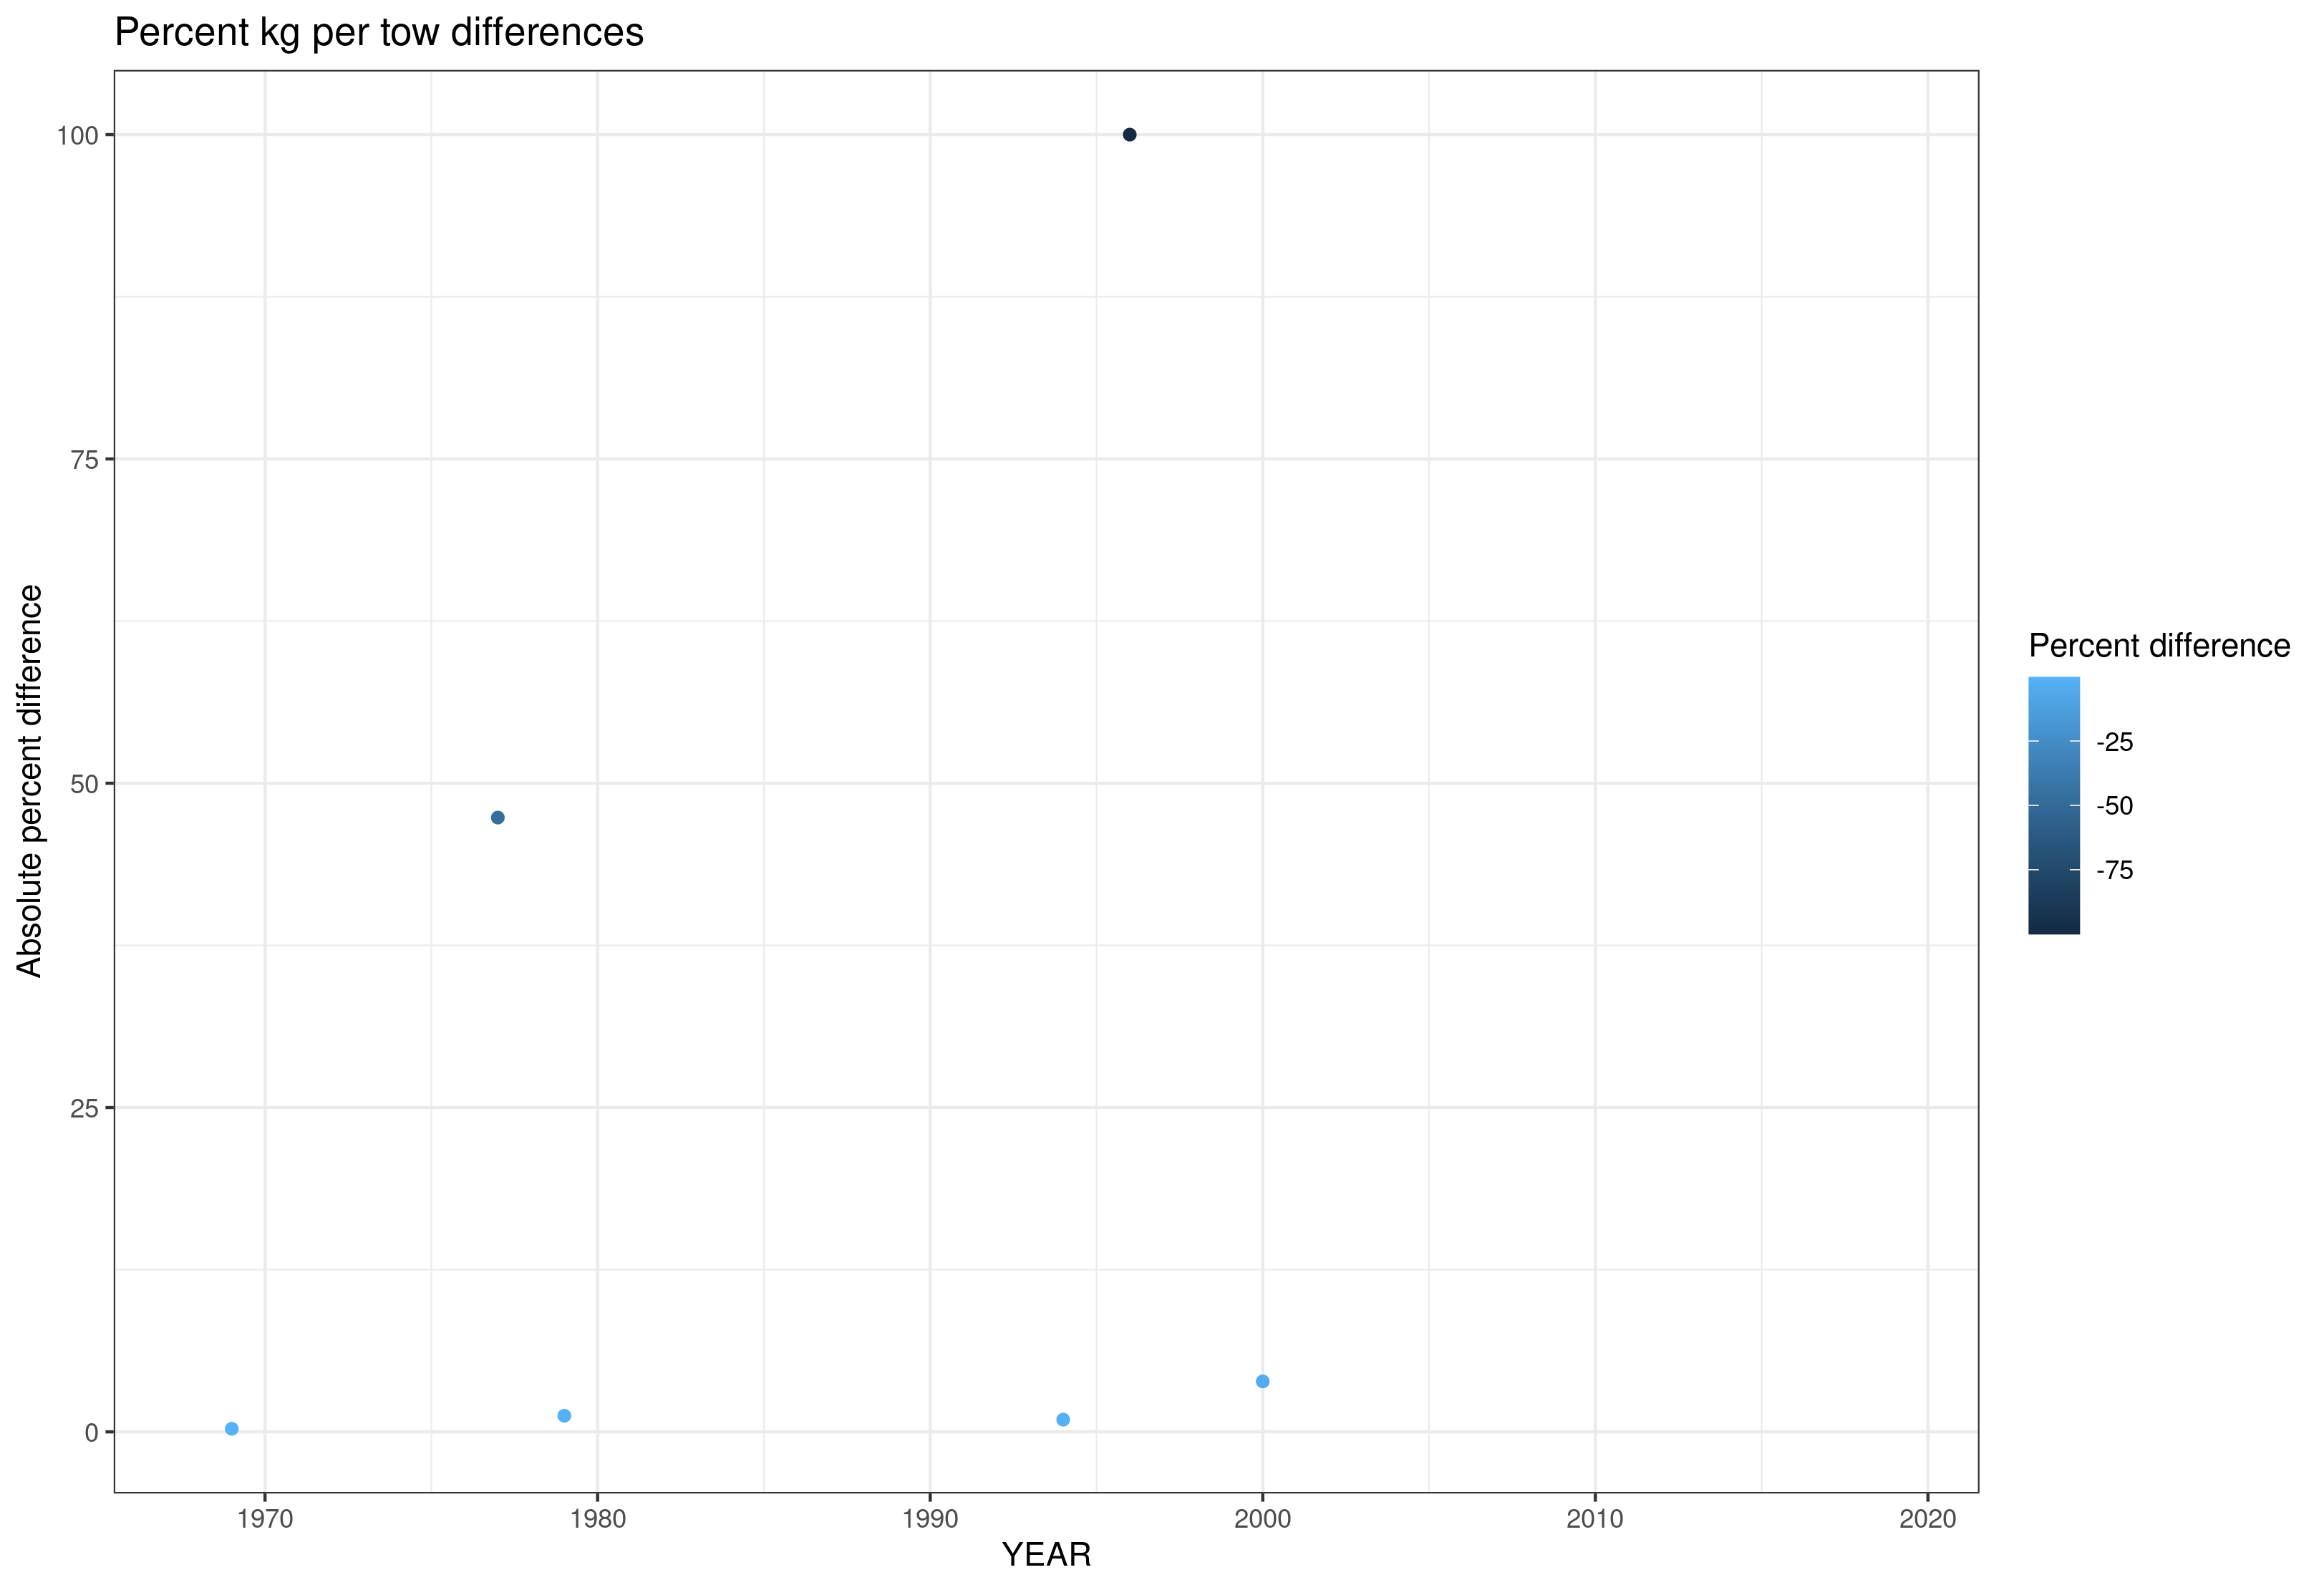 Percent kg per tow differences
100
75
50
25
0
Absolute percent difference
1970 1980 1990 2000 2010 2020
YEAR
Percent difference
-25
-50
-75